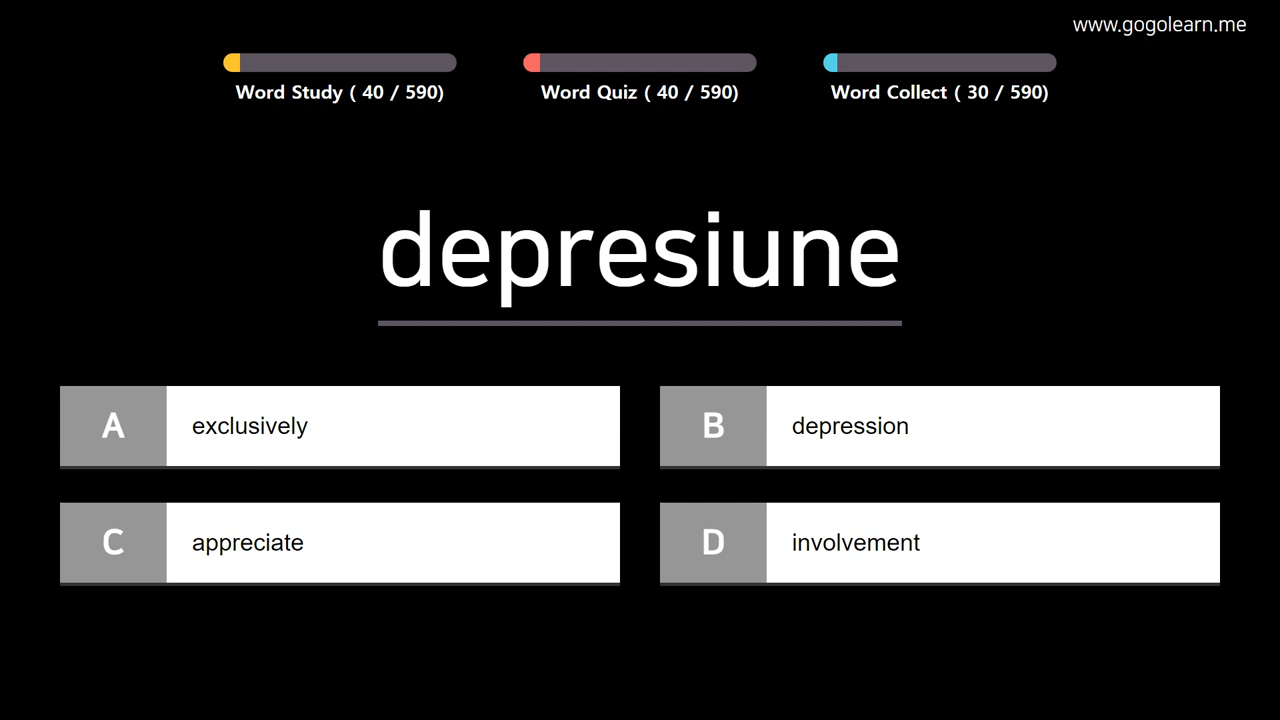 www.gogolearn.me
Word Study ( 40 / 590)
Word Quiz ( 40 / 590)
Word Collect ( 30 / 590)
depresiune
A
exclusively
B
depression
C
appreciate
D
involvement